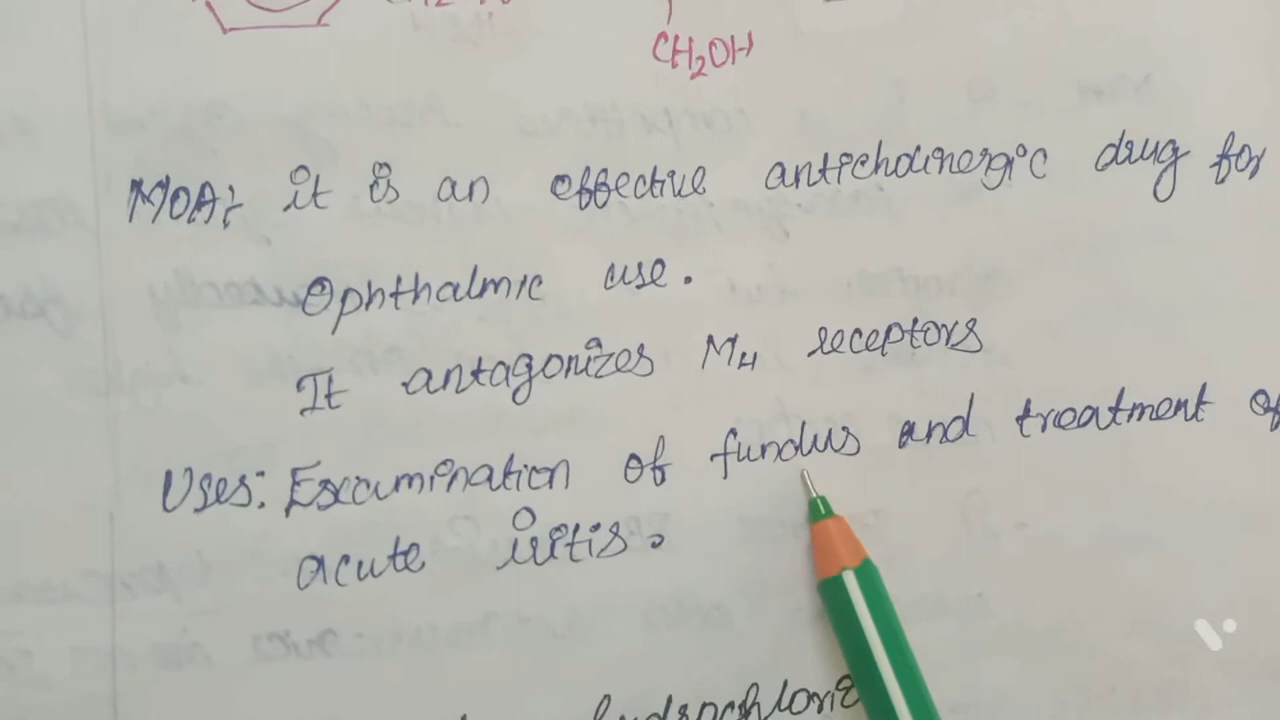 CH2OH
MOA: it is an effective anticholinergic drug for
Ophthalmic use.
It antagonizes M4 receptors
Uses: Examination of fundus and treatment of
acute iritis.
hydrochloride